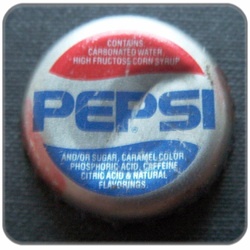 CONTAINS
CARBONATED WATER,
HIGH FRUCTOSE CORN SYRUP
PEPSI
AND/OR SUGAR, CARAMEL COLOR,
PHOSPHORIC ACID, CAFFEINE
CITRIC ACID & NATURAL
FLAVORINGS